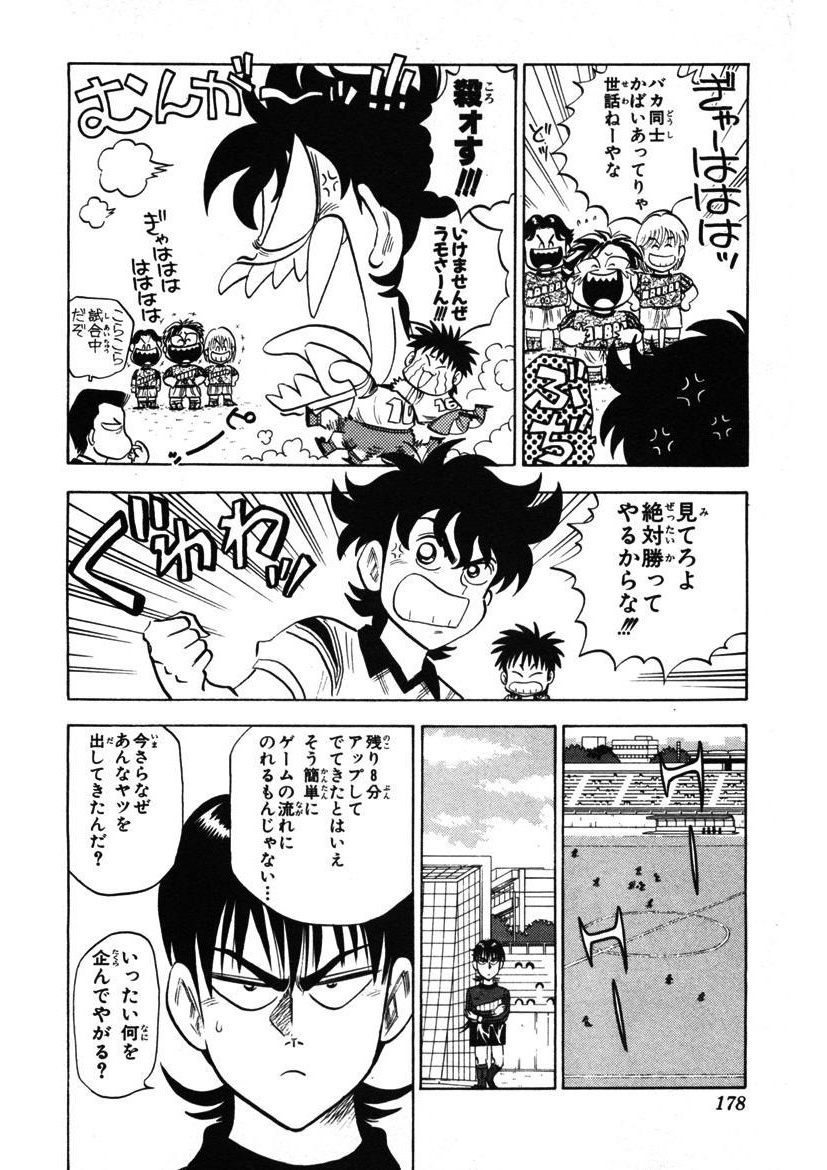 ぎゃーはははッ
バカ同士
かばいあってりゃ
世話ねーやな
どっ
ぶち
殺オす!!!
いけませんぜ
ラモさーん!!!
むんが!!!
ぎゃははは
ははははは
こらこら
試合中
だぞ
ピーッ
10
16
見てろよ
絶対勝って
やるからな!!!
ぐわわッ
残り8分
アップして
でてきたとはいえ
そう簡単に
ゲームの流れに
のれるもんじゃない…
今さらなぜ
あんなヤツを
出してきたんだ?
いったい何を
企んでやがる?
178